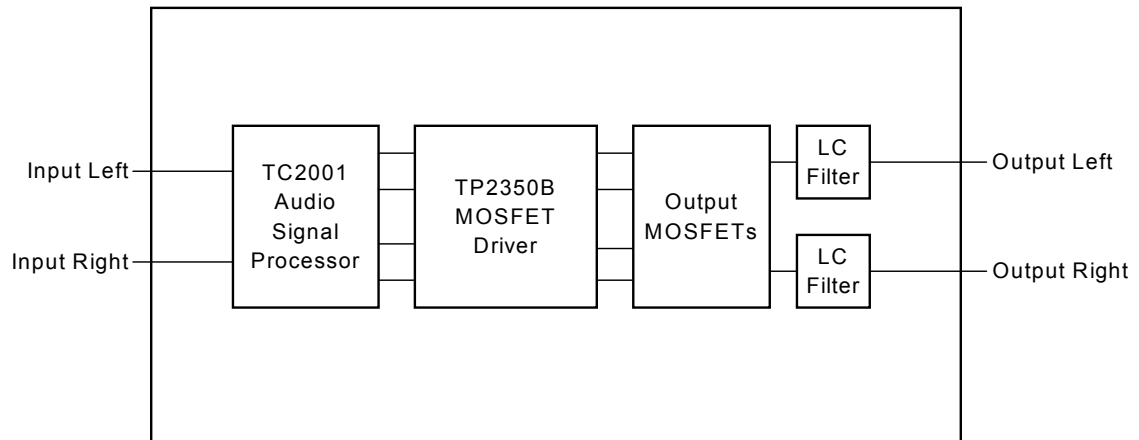 Input Left
Input Right
TC2001
Audio
Signal
Processor
TP2350B
MOSFET
Driver
Output
MOSFETs
LC
Filter
LC
Filter
Output Left
Output Right